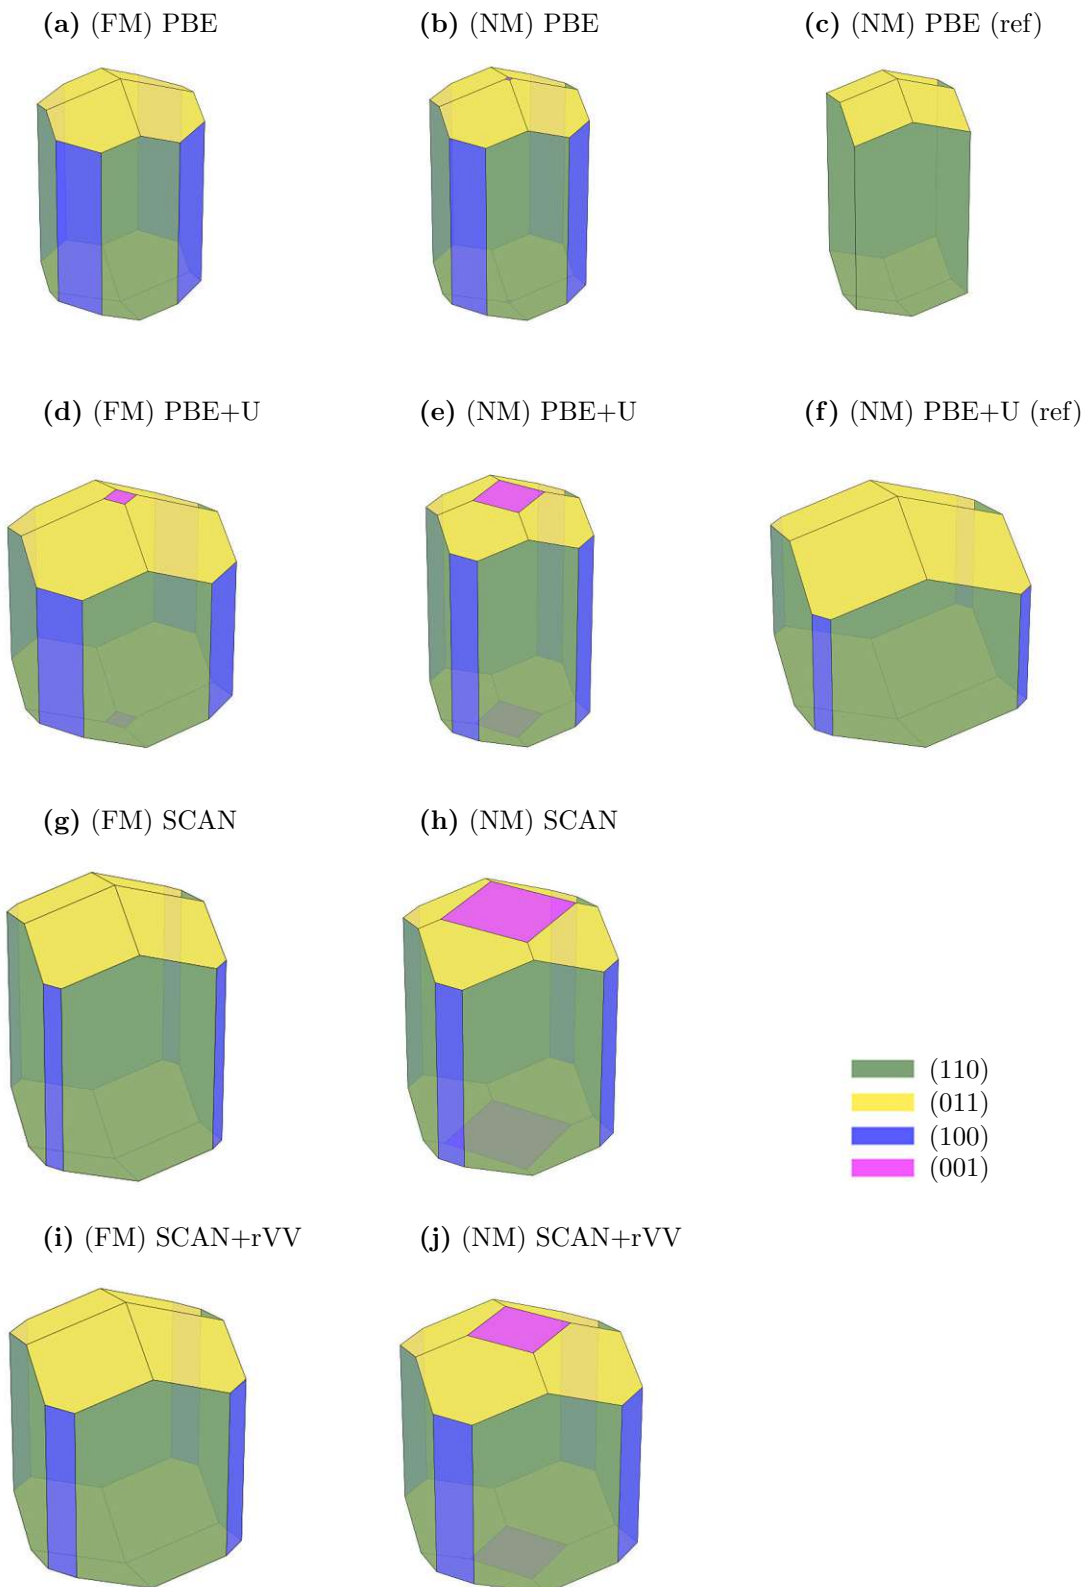 (a) (FM) PBE
(b) (NM) PBE
(c) (NM) PBE (ref)
(d) (FM) PBE+U
(e) (NM) PBE+U
(f) (NM) PBE+U (ref)
(g) (FM) SCAN
(h) (NM) SCAN
(110)
(011)
(100)
(001)
(i) (FM) SCAN+rVV
(j) (NM) SCAN+rVV